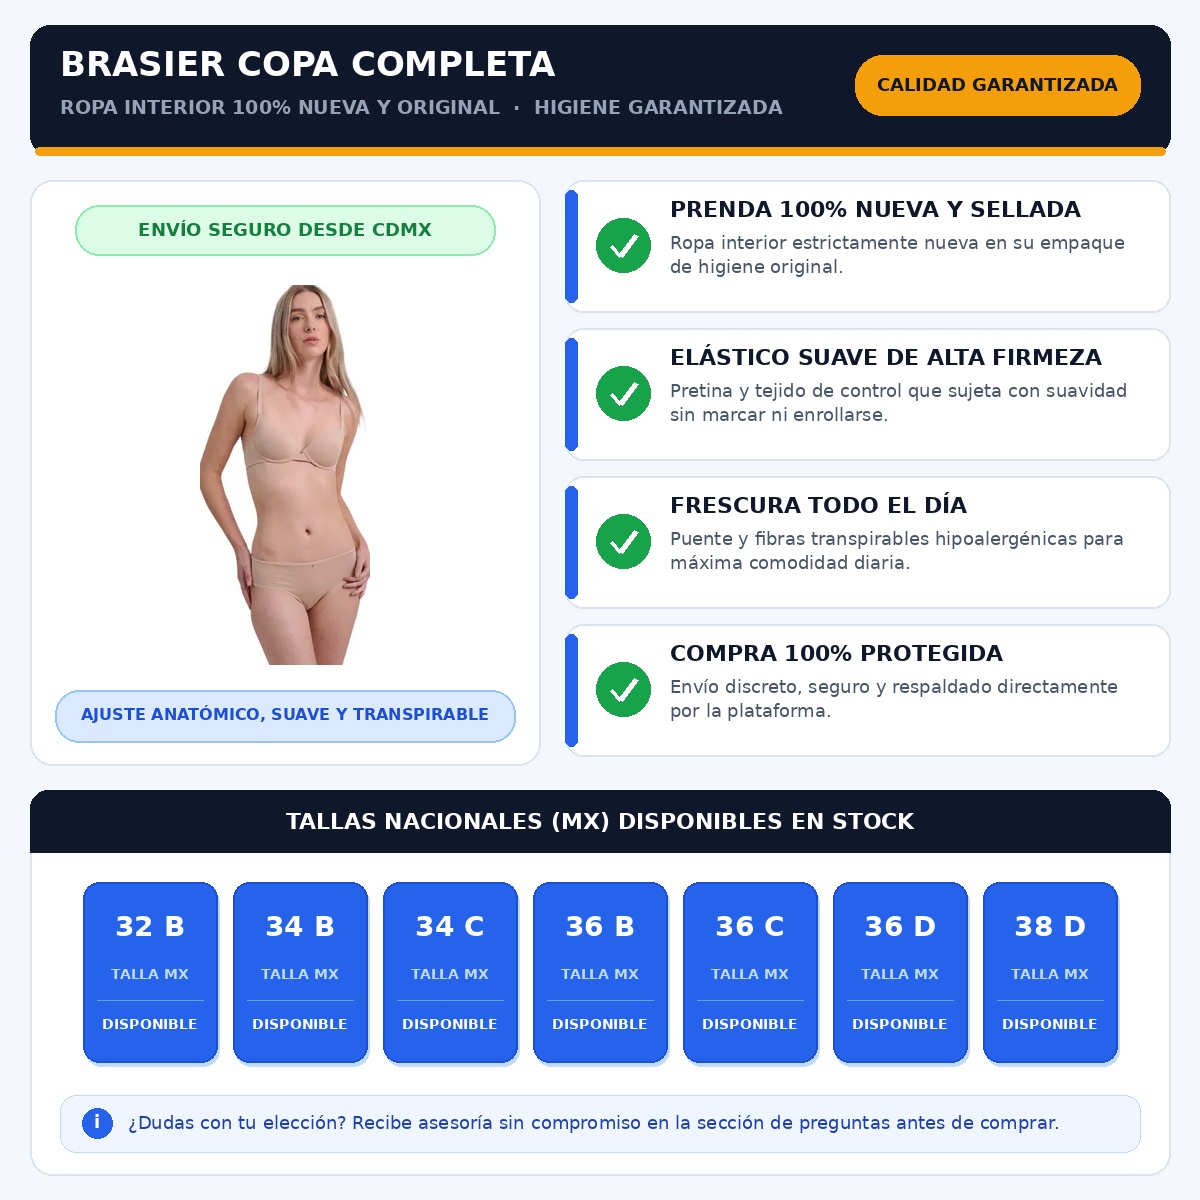 BRASIER COPA COMPLETA
ROPA INTERIOR 100% NUEVA Y ORIGINAL · HIGIENE GARANTIZADA
CALIDAD GARANTIZADA
ENVÍO SEGURO DESDE CDMX
AJUSTE ANATÓMICO, SUAVE Y TRANSPIRABLE
PRENDA 100% NUEVA Y SELLADA
Ropa interior estrictamente nueva en su empaque
de higiene original.
ELÁSTICO SUAVE DE ALTA FIRMEZA
Pretina y tejido de control que sujeta con suavidad
sin marcar ni enrollarse.
FRESCURA TODO EL DÍA
Puente y fibras transpirables hipoalergénicas para
máxima comodidad diaria.
COMPRA 100% PROTEGIDA
Envío discreto, seguro y respaldado directamente
por la plataforma.
TALLAS NACIONALES (MX) DISPONIBLES EN STOCK
32 B
TALLA MX
DISPONIBLE
34 B
TALLA MX
DISPONIBLE
34 C
TALLA MX
DISPONIBLE
36 B
TALLA MX
DISPONIBLE
36 C
TALLA MX
DISPONIBLE
36 D
TALLA MX
DISPONIBLE
38 D
TALLA MX
DISPONIBLE
i ¿Dudas con tu elección? Recibe asesoría sin compromiso en la sección de preguntas antes de comprar.